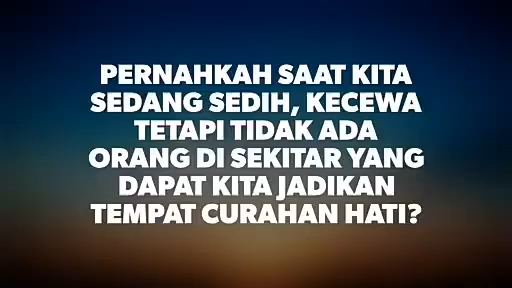 PERNAHKAH SAAT KITA
SEDANG SEDIH, KECEWA
TETAPI TIDAK ADA
ORANG DI SEKITAR YANG
DAPAT KITA JADIKAN
TEMPAT CURAHAN HATI?